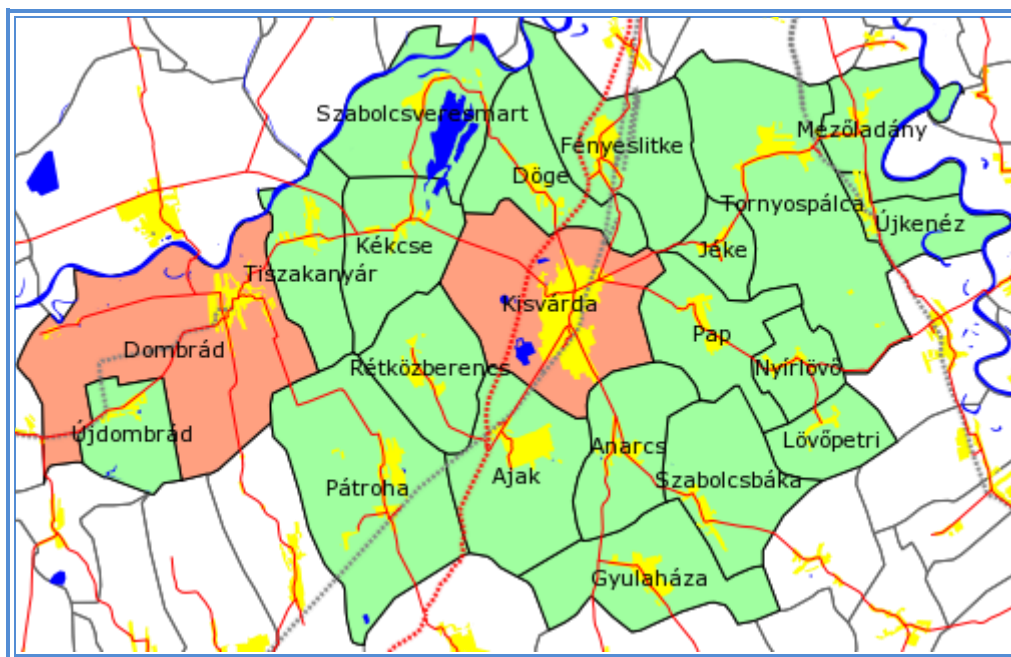 Szabolcsveresmart
Mezőladány
Fényeslitke
Döge
Tornyospálca
Újkenéz
Kékcse
Jéke
Tiszakanyár
Kisvárda
Pap
Dombrád
Rétközberencs
Nyírlövő
Újdombrád
Lövőpetri
Anarcs
Ajak
Szabolcsbáka
Pátroha
Gyulaháza